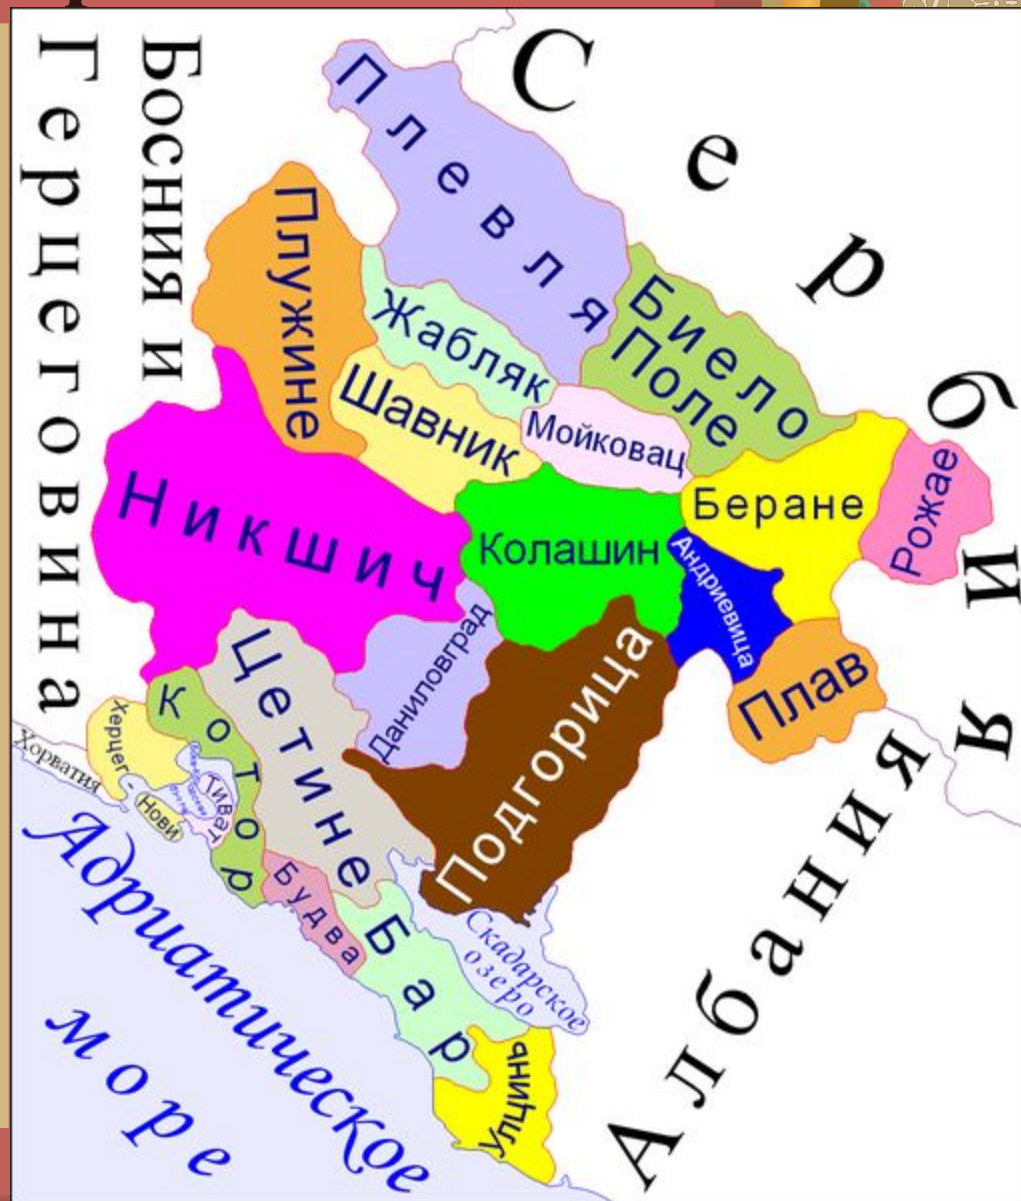 Босния и
Герцеговина
Сербия
Плевля
Плужине
Жабляк
Биело
Поле
Шавник
Мойковац
Никшич
Колашин
Беране
Рожае
Андриевица
Плав
Даниловград
Подгорица
Цетине
Котор
Херцег-
Нови
Тиват
Хорватия
Будва
Бар
Скадарское
озеро
Улцинь
Албания
Адриатическое
море